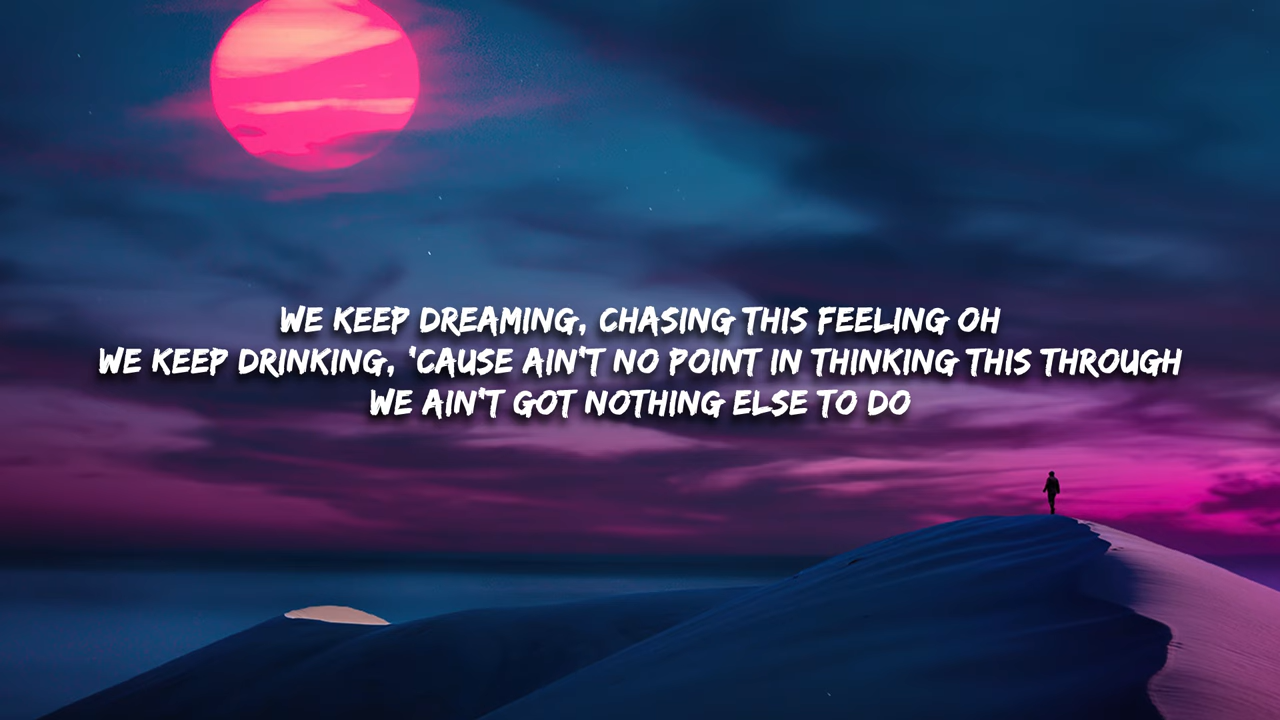 WE KEEP DREAMING, CHASING THIS FEELING OH
WE KEEP DRINKING, 'CAUSE AIN'T NO POINT IN THINKING THIS THROUGH
WE AIN'T GOT NOTHING ELSE TO DO